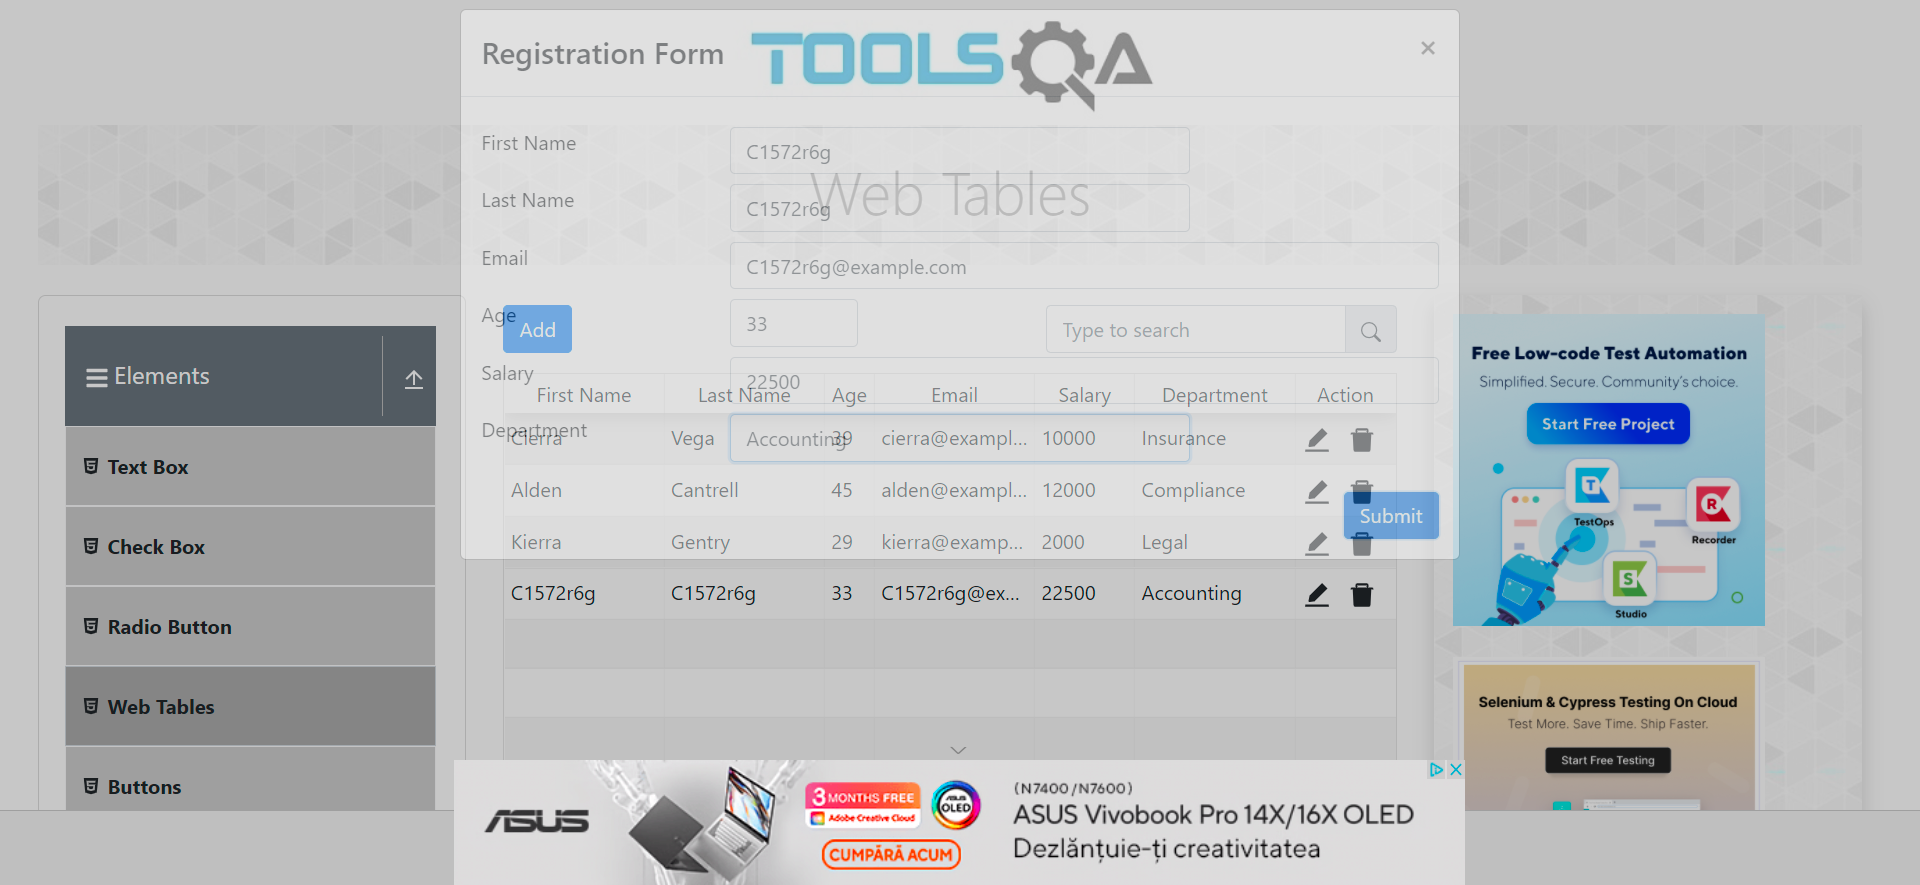 Registration Form
TOOLSQA
×
First Name
C1572r6g
Web Tables
Last Name
C1572r6g
Email
C1572r6g@example.com
Age
33
Add
Type to search
Salary
22500
Department
Accounting
Submit
First Name Last Name Age Email Salary Department Action
Cierra Vega 39 cierra@exampl... 10000 Insurance
Alden Cantrell 45 alden@exampl... 12000 Compliance
Kierra Gentry 29 kierra@examp... 2000 Legal
C1572r6g C1572r6g 33 C1572r6g@ex... 22500 Accounting
Elements
Text Box
Check Box
Radio Button
Web Tables
Buttons
Free Low-code Test Automation
Simplified. Secure. Community's choice.
Start Free Project
TestOps
Recorder
Studio
Selenium & Cypress Testing On Cloud
Test More. Save Time. Ship Faster.
Start Free Testing
ASUS
3 MONTHS FREE
Adobe Creative Cloud
ASUS
OLED
CUMPĂRĂ ACUM
(N7400/N7600)
ASUS Vivobook Pro 14X/16X OLED
Dezlănțuie-ți creativitatea